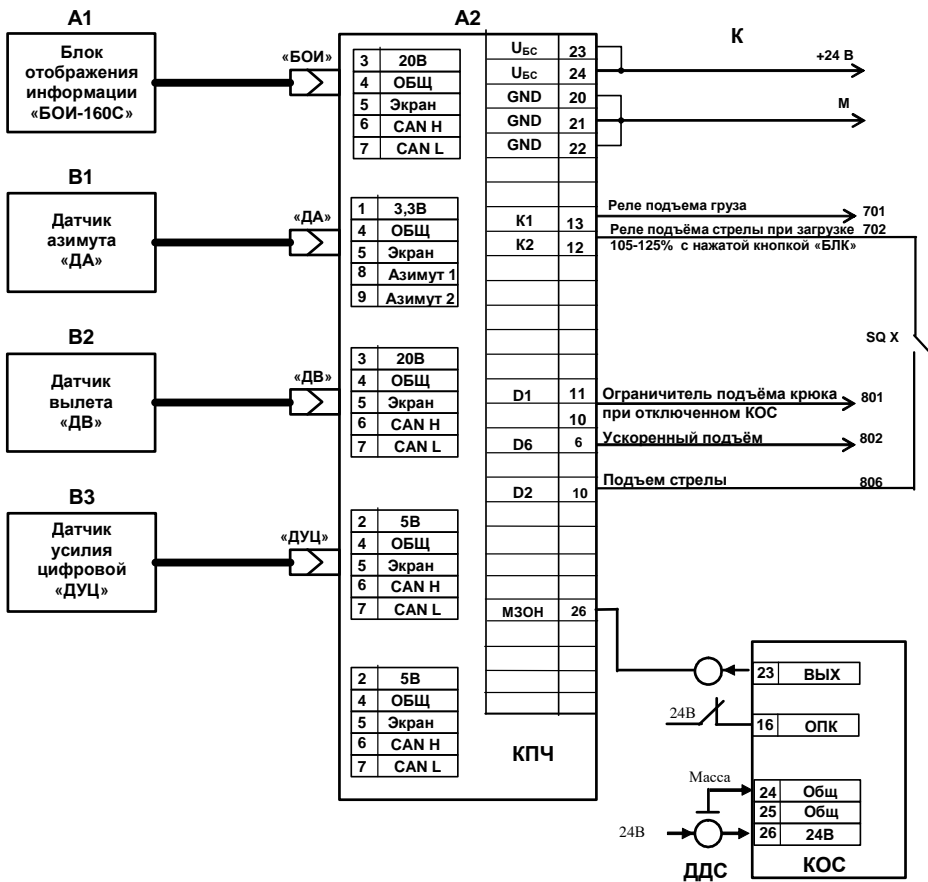 А1
Блок
отображения
информации
«БОИ-160С»
«БОИ»
В1
Датчик
азимута
«ДА»
«ДА»
В2
Датчик
вылета
«ДВ»
«ДВ»
В3
Датчик
усилия
цифровой
«ДУЦ»
«ДУЦ»
А2
3 20В
4 ОБЩ
5 Экран
6 CAN H
7 CAN L
1 3,3В
4 ОБЩ
5 Экран
8 Азимут 1
9 Азимут 2
3 20В
4 ОБЩ
5 Экран
6 CAN H
7 CAN L
2 5В
4 ОБЩ
5 Экран
6 CAN H
7 CAN L
2 5В
4 ОБЩ
5 Экран
6 CAN H
7 CAN L
UБС 23
UБС 24
GND 20
GND 21
GND 22
К1 13
К2 12
D1 11
10
D6 6
D2 10
МЗОН 26
КПЧ
К
+24 В
М
Реле подъема груза 701
Реле подъёма стрелы при загрузке 702
105-125% с нажатой кнопкой «БЛК»
SQ X
Ограничитель подъёма крюка 801
при отключенном КОС
Ускоренный подъём 802
Подъем стрелы 806
23 ВЫХ
24В
16 ОПК
Масса
24 Общ
25 Общ
24В
26 24В
ДДС
КОС